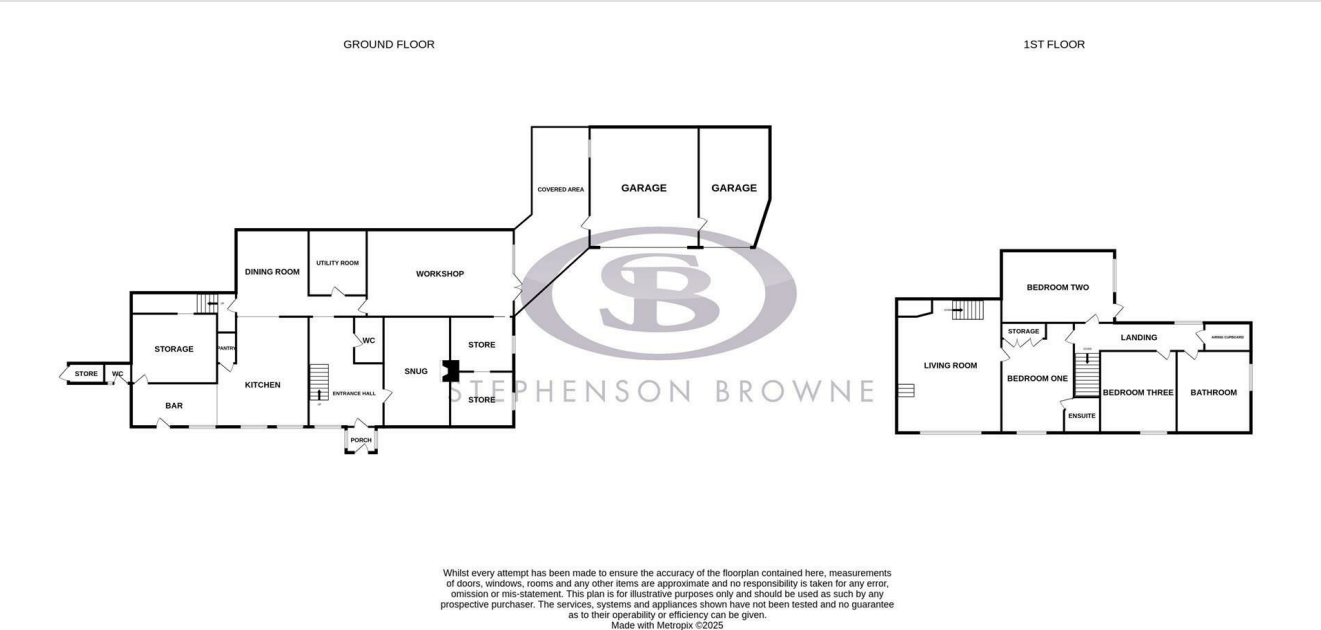 GROUND FLOOR
1ST FLOOR
COVERED AREA
GARAGE
GARAGE
DINING ROOM
UTILITY ROOM
WORKSHOP
STORAGE
PANTRY
WC
STORE
SNUG
STORE
WC
KITCHEN
ENTRANCE HALL
STORE
BAR
PORCH
BEDROOM TWO
STORAGE
LANDING
AIRING CUPBOARD
LIVING ROOM
BEDROOM ONE
BEDROOM THREE
BATHROOM
ENSUITE
SB
STEPHENSON BROWNE
Whilst every attempt has been made to ensure the accuracy of the floorplan contained here, measurements
of doors, windows, rooms and any other items are approximate and no responsibility is taken for any error,
omission or mis-statement. This plan is for illustrative purposes only and should be used as such by any
prospective purchaser. The services, systems and appliances shown have not been tested and no guarantee
as to their operability or efficiency can be given.
Made with Metropix ©2025